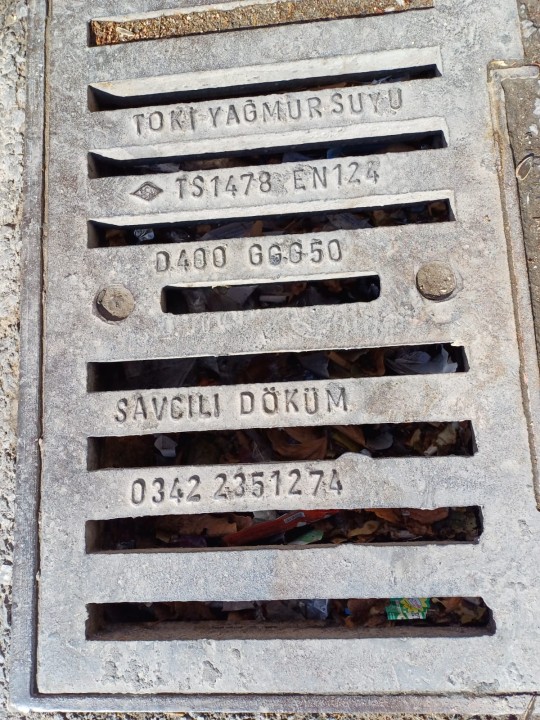 TOKİ YAĞMUR SUYU
TS1478 EN124
D400 GGG50
SAVCILI DÖKÜM
0342 2351274